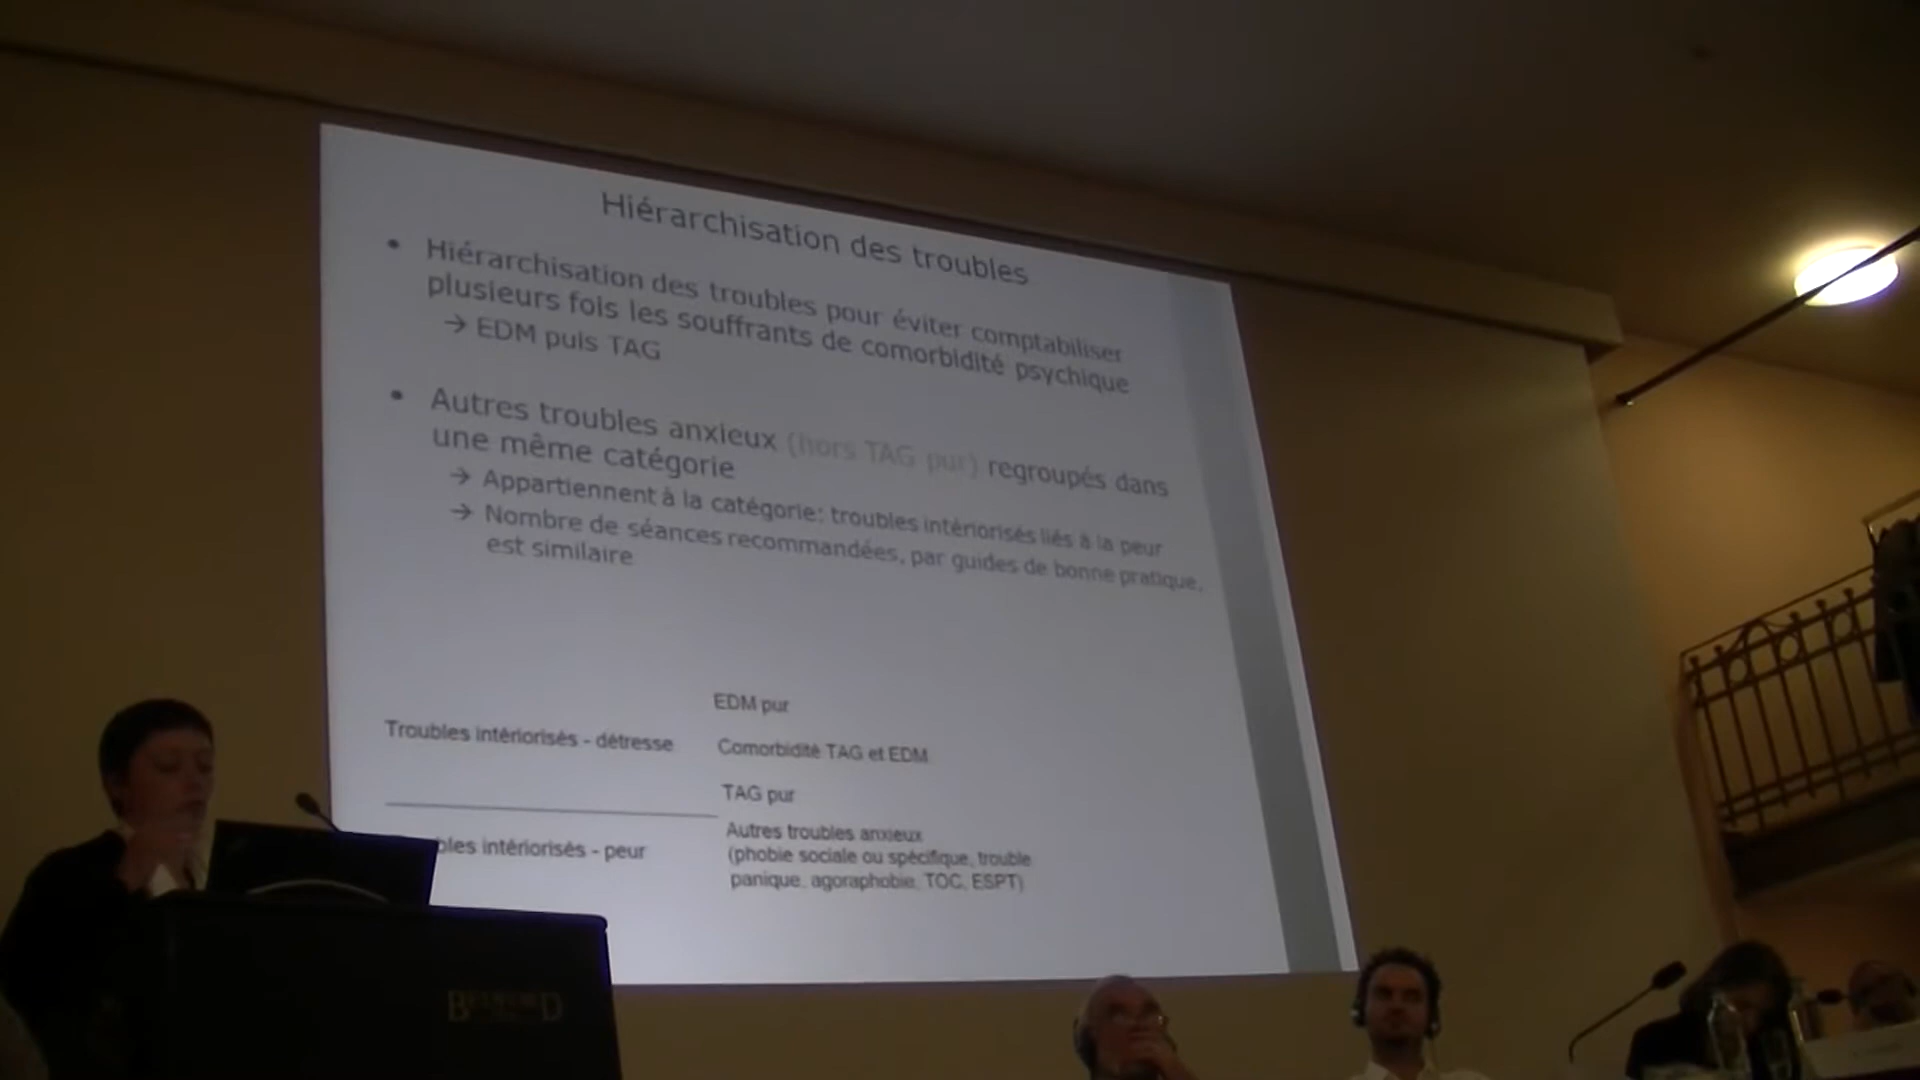 Hiérarchisation des troubles
• Hiérarchisation des troubles pour éviter comptabiliser
plusieurs fois les souffrants de comorbidité psychique
→ EDM puis TAG
• Autres troubles anxieux (hors TAG pur) regroupés dans
une même catégorie
→ Appartiennent à la catégorie: troubles intériorisés liés à la peur
→ Nombre de séances recommandées, par guides de bonne pratique,
est similaire
EDM pur
Troubles intériorisés - détresse
Comorbidité TAG et EDM
TAG pur
bles intériorisés - peur
Autres troubles anxieux
(phobie sociale ou spécifique, trouble
panique, agoraphobie, TOC, ESPT)